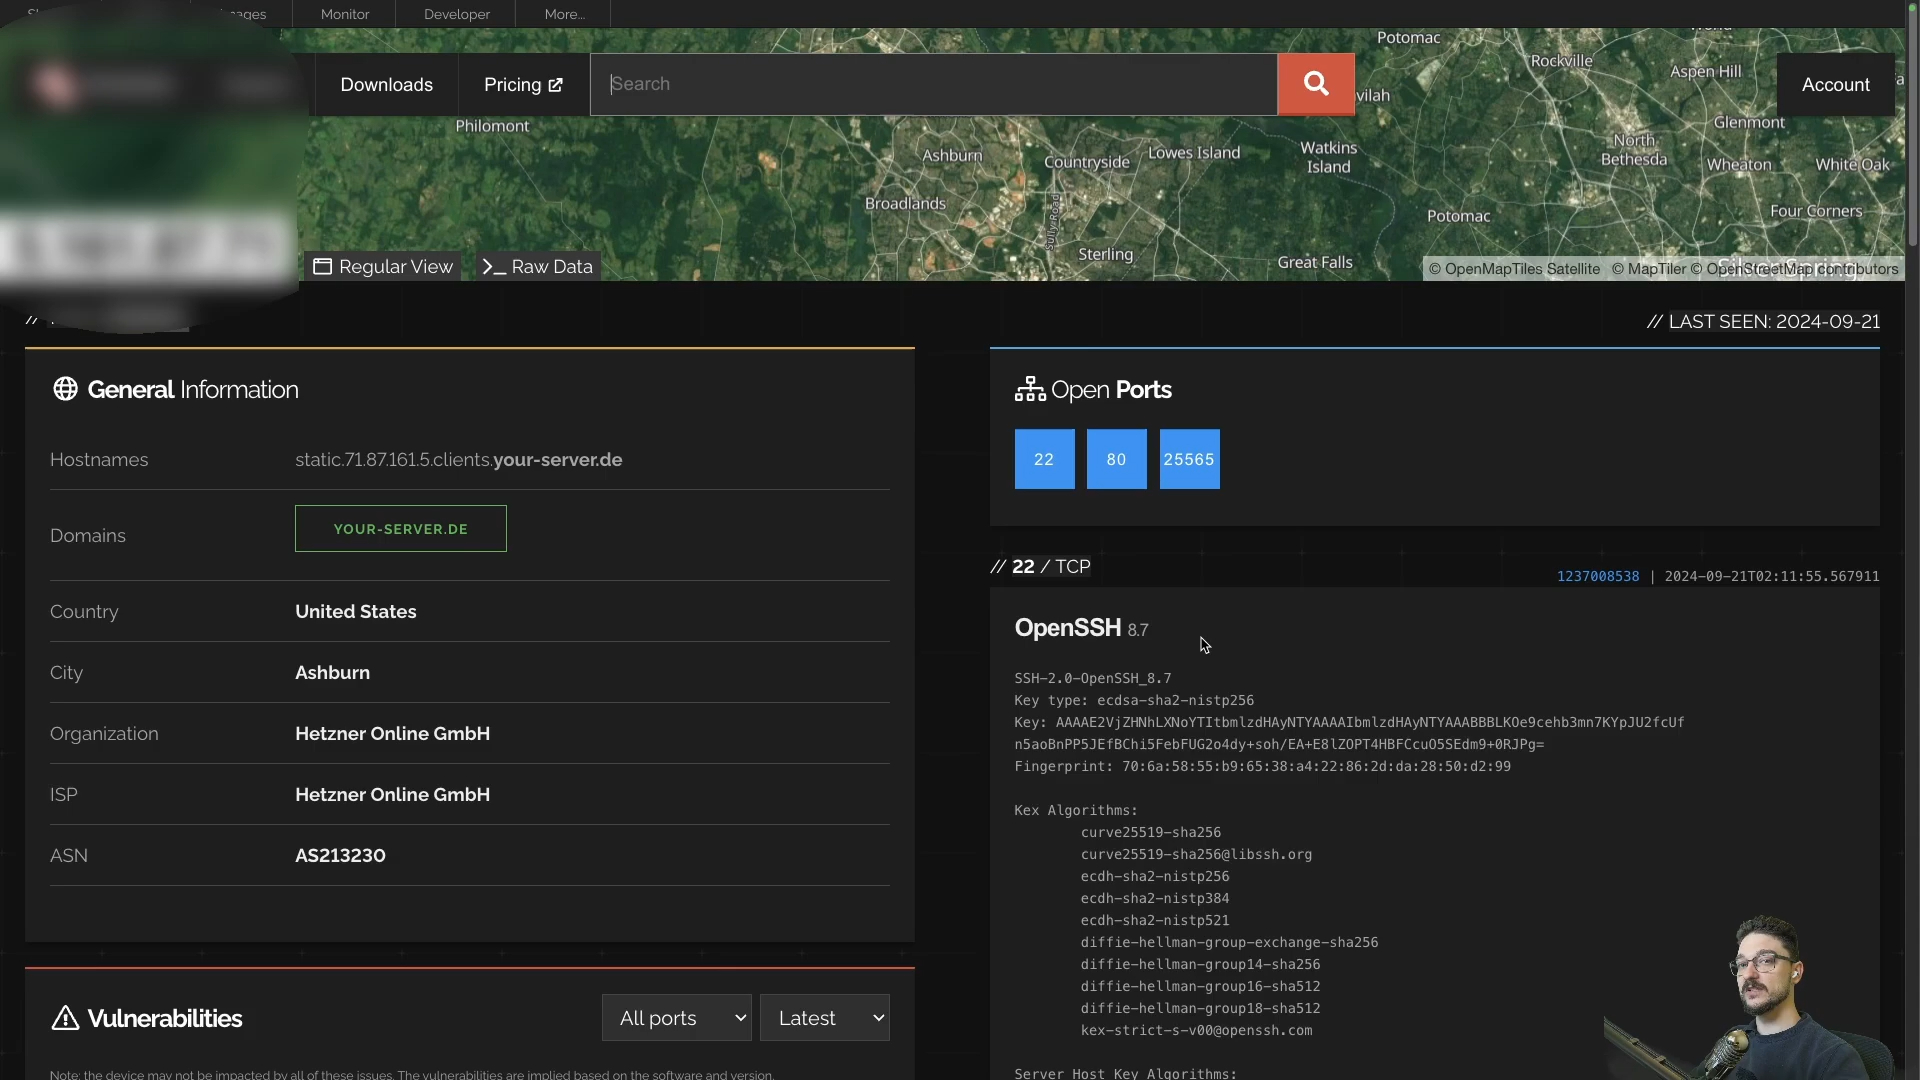 Monitor
Developer
More...
Downloads
Pricing
Search
Account
Potomac
Rockville
Aspen Hill
Glenmont
North
Bethesda
Wheaton
White Oak
Four Corners
Potomac
Philomont
Ashburn
Countryside
Lowes Island
Watkins
Island
Broadlands
Sully Road
Sterling
Great Falls
Silver Spring
Regular View
Raw Data
© OpenMapTiles Satellite © MapTiler © OpenStreetMap contributors
//
// LAST SEEN: 2024-09-21
General Information
Hostnames
static.71.87.161.5.clients.your-server.de
Domains
YOUR-SERVER.DE
Country
United States
City
Ashburn
Organization
Hetzner Online GmbH
ISP
Hetzner Online GmbH
ASN
AS213230
Vulnerabilities
All ports
Latest
Note: the device may not be impacted by all of these issues. The vulnerabilities are implied based on the software and version.
Open Ports
22
80
25565
// 22 / TCP
1237008538 | 2024-09-21T02:11:55.567911
OpenSSH 8.7
SSH-2.0-OpenSSH_8.7
Key type: ecdsa-sha2-nistp256
Key: AAAAE2VjZHNhLXNoYTItbmlzdHAyNTYAAAAIbmlzdHAyNTYAAABBBLKOe9cehb3mn7KYpJU2fcUf
n5aoBnPP5JEfBChi5FebFUG2o4dy+soh/EA+E8lZOPT4HBFCcuO5SEdm9+0RJPg=
Fingerprint: 70:6a:58:55:b9:65:38:a4:22:86:2d:da:28:50:d2:99
Kex Algorithms:
curve25519-sha256
curve25519-sha256@libssh.org
ecdh-sha2-nistp256
ecdh-sha2-nistp384
ecdh-sha2-nistp521
diffie-hellman-group-exchange-sha256
diffie-hellman-group14-sha256
diffie-hellman-group16-sha512
diffie-hellman-group18-sha512
kex-strict-s-v00@openssh.com
Server Host Key Algorithms: